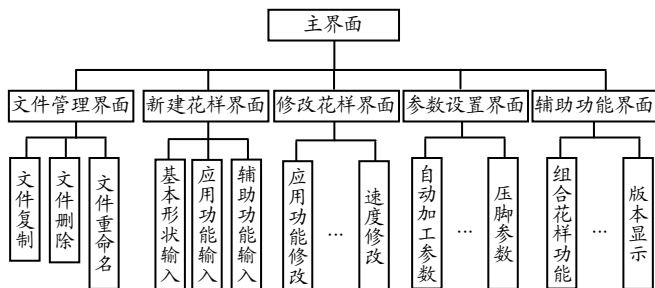 主界面
文件管理界面
新建花样界面
修改花样界面
参数设置界面
辅助功能界面
文件复制
文件删除
文件重命名
基本形状输入
应用功能输入
辅助功能输入
应用功能修改
...
速度修改
自动加工参数
...
压脚参数
组合花样功能
...
版本显示